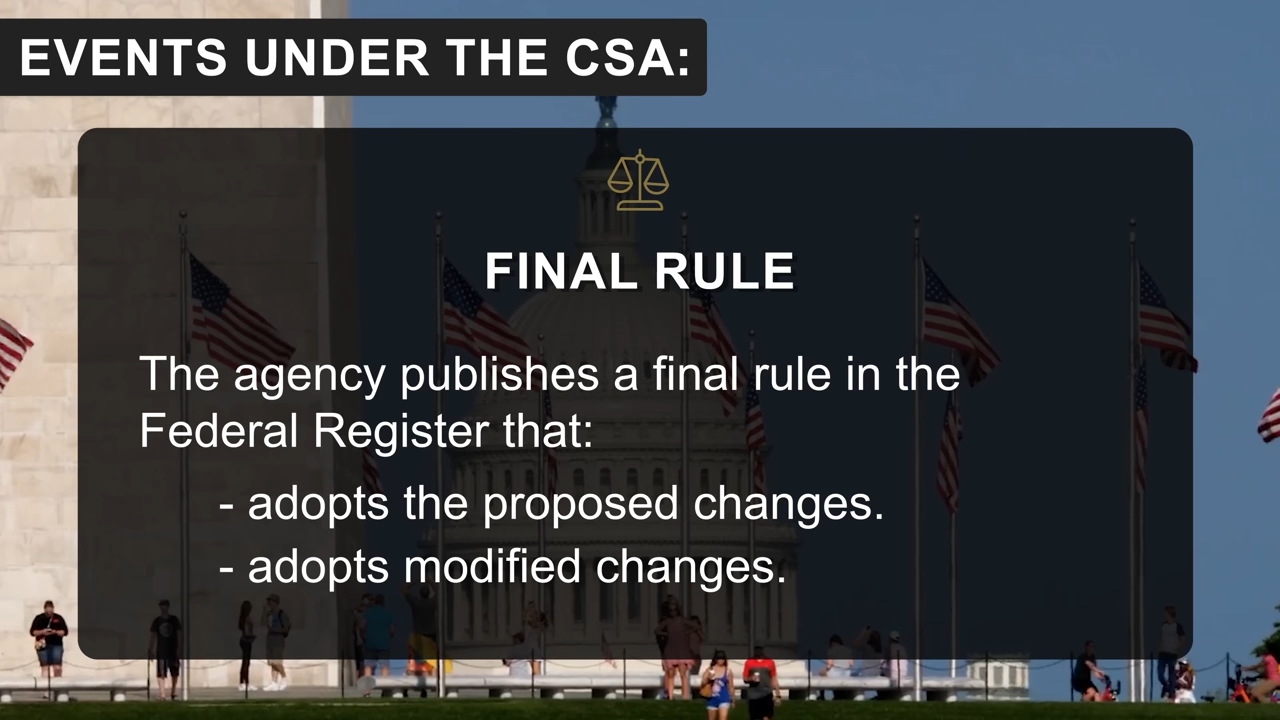 EVENTS UNDER THE CSA:
FINAL RULE
The agency publishes a final rule in the
Federal Register that:
- adopts the proposed changes.
- adopts modified changes.